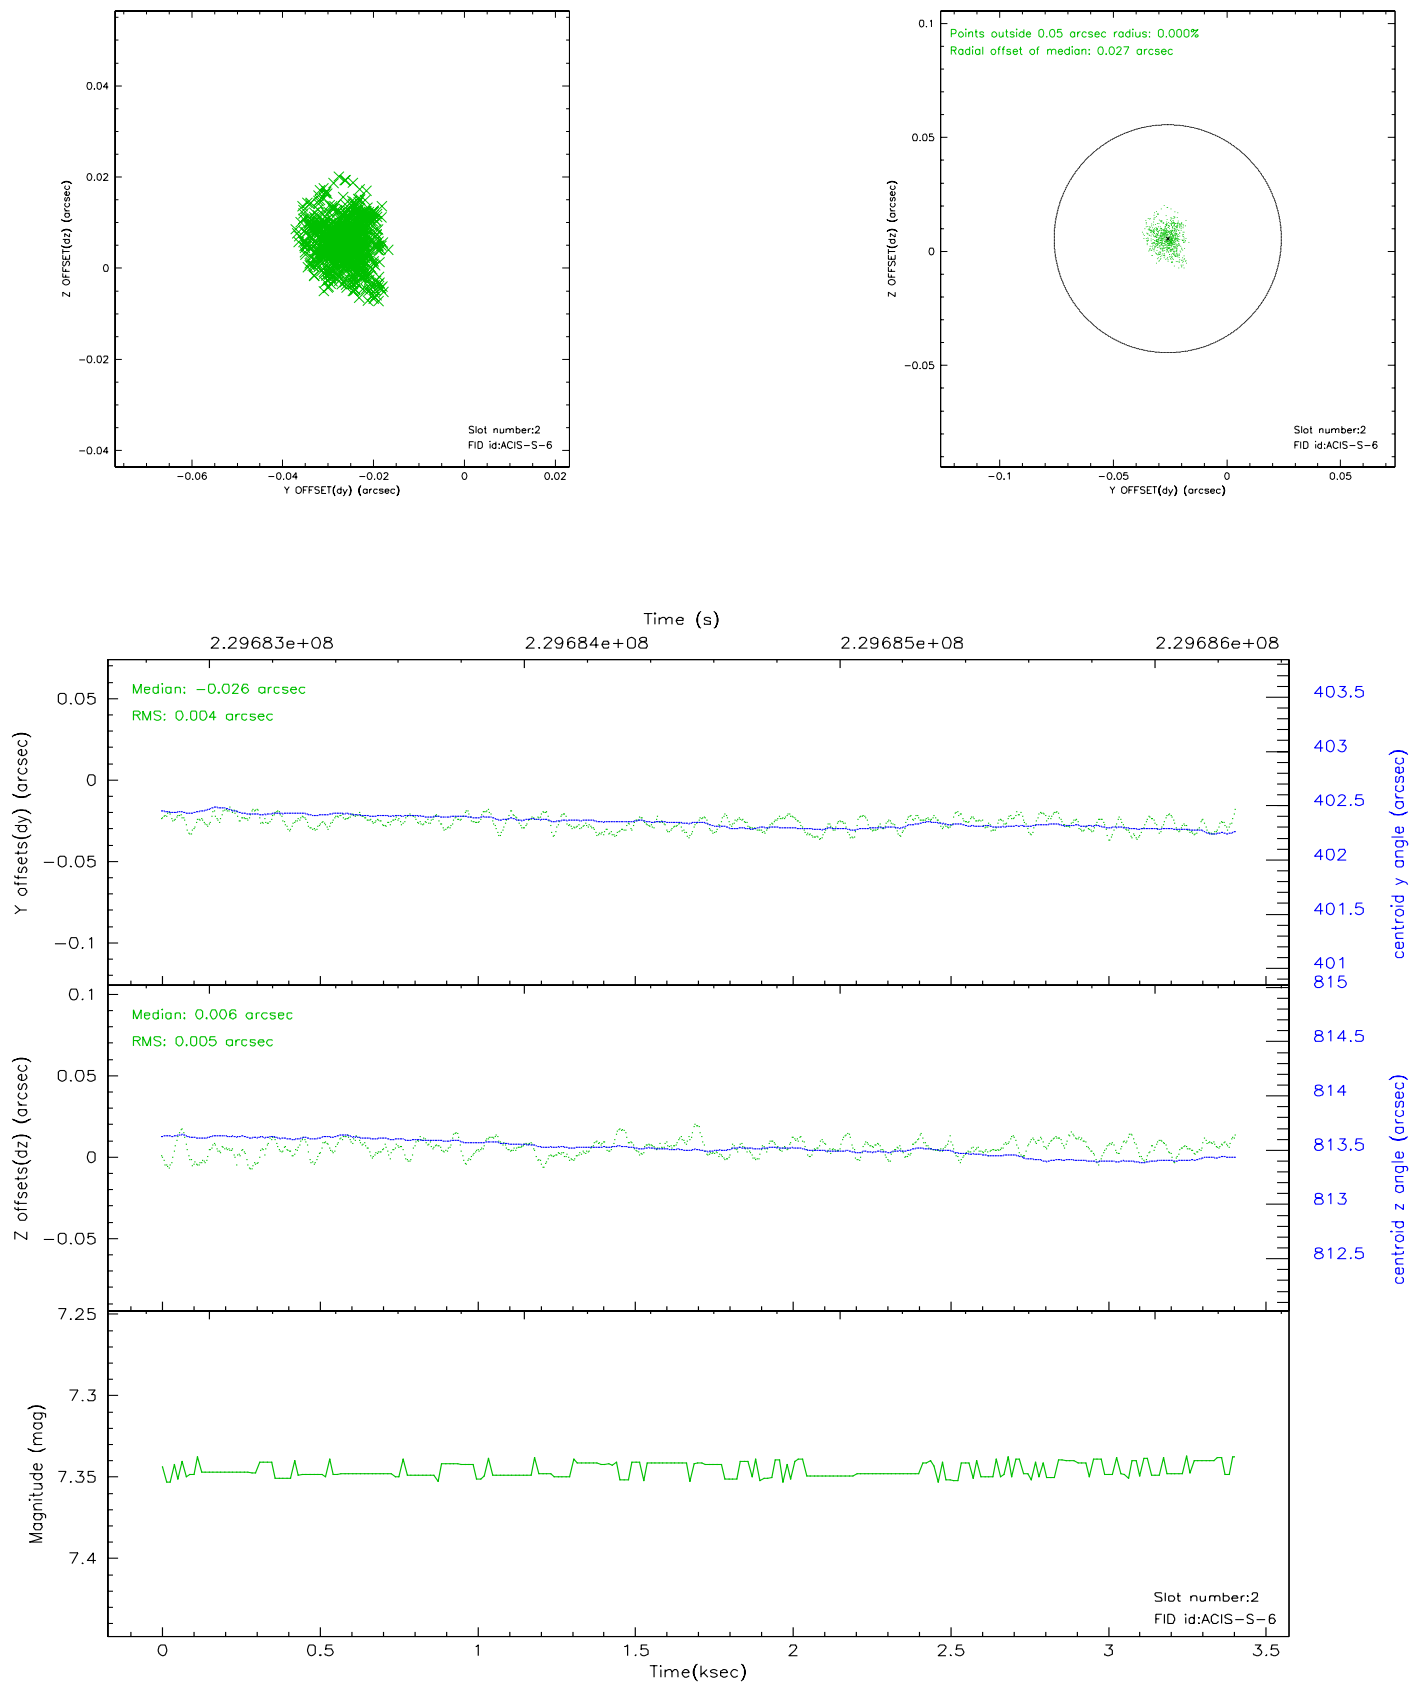 0.04
0.02
0
−0.02
−0.04
Z OFFSET(dz) (arcsec)
Slot number:2
FID id:ACIS−S−6
−0.06
−0.04
−0.02
0
0.02
Y OFFSET(dy) (arcsec)
0.1
0.05
0
−0.05
Z OFFSET(dz) (arcsec)
Points outside 0.05 arcsec radius: 0.000%
Radial offset of median: 0.027 arcsec
Slot number:2
FID id:ACIS−S−6
−0.1
−0.05
0
0.05
Y OFFSET(dy) (arcsec)
Time (s)
2.29683e+08
2.29684e+08
2.29685e+08
2.29686e+08
Y offsets(dy) (arcsec)
0.05
0
−0.05
−0.1
Median: −0.026 arcsec
RMS: 0.004 arcsec
403.5
403
402.5
402
401.5
401
centroid y angle (arcsec)
Z offsets(dz) (arcsec)
0.1
0.05
0
−0.05
Median: 0.006 arcsec
RMS: 0.005 arcsec
815
814.5
814
813.5
813
812.5
centroid z angle (arcsec)
Magnitude (mag)
7.25
7.3
7.35
7.4
Slot number:2
FID id:ACIS−S−6
0
0.5
1
1.5
2
2.5
3
3.5
Time(ksec)